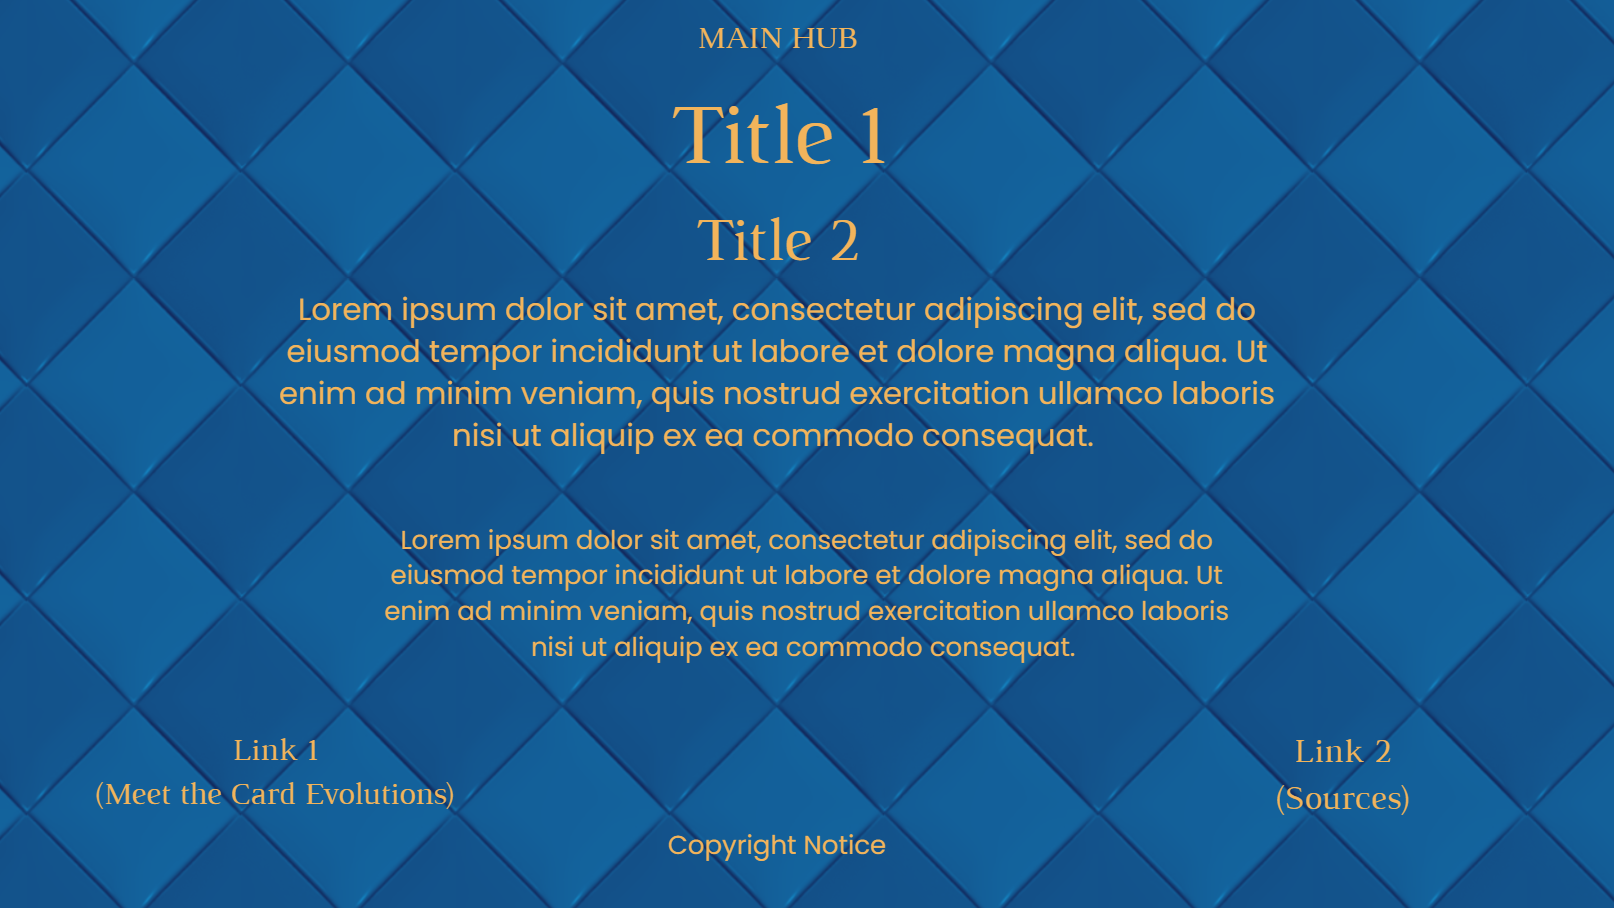 MAIN HUB
Title 1
Title 2
Lorem ipsum dolor sit amet, consectetur adipiscing elit, sed do
eiusmod tempor incididunt ut labore et dolore magna aliqua. Ut
enim ad minim veniam, quis nostrud exercitation ullamco laboris
nisi ut aliquip ex ea commodo consequat.
Lorem ipsum dolor sit amet, consectetur adipiscing elit, sed do
eiusmod tempor incididunt ut labore et dolore magna aliqua. Ut
enim ad minim veniam, quis nostrud exercitation ullamco laboris
nisi ut aliquip ex ea commodo consequat.
Link 1
(Meet the Card Evolutions)
Link 2
(Sources)
Copyright Notice